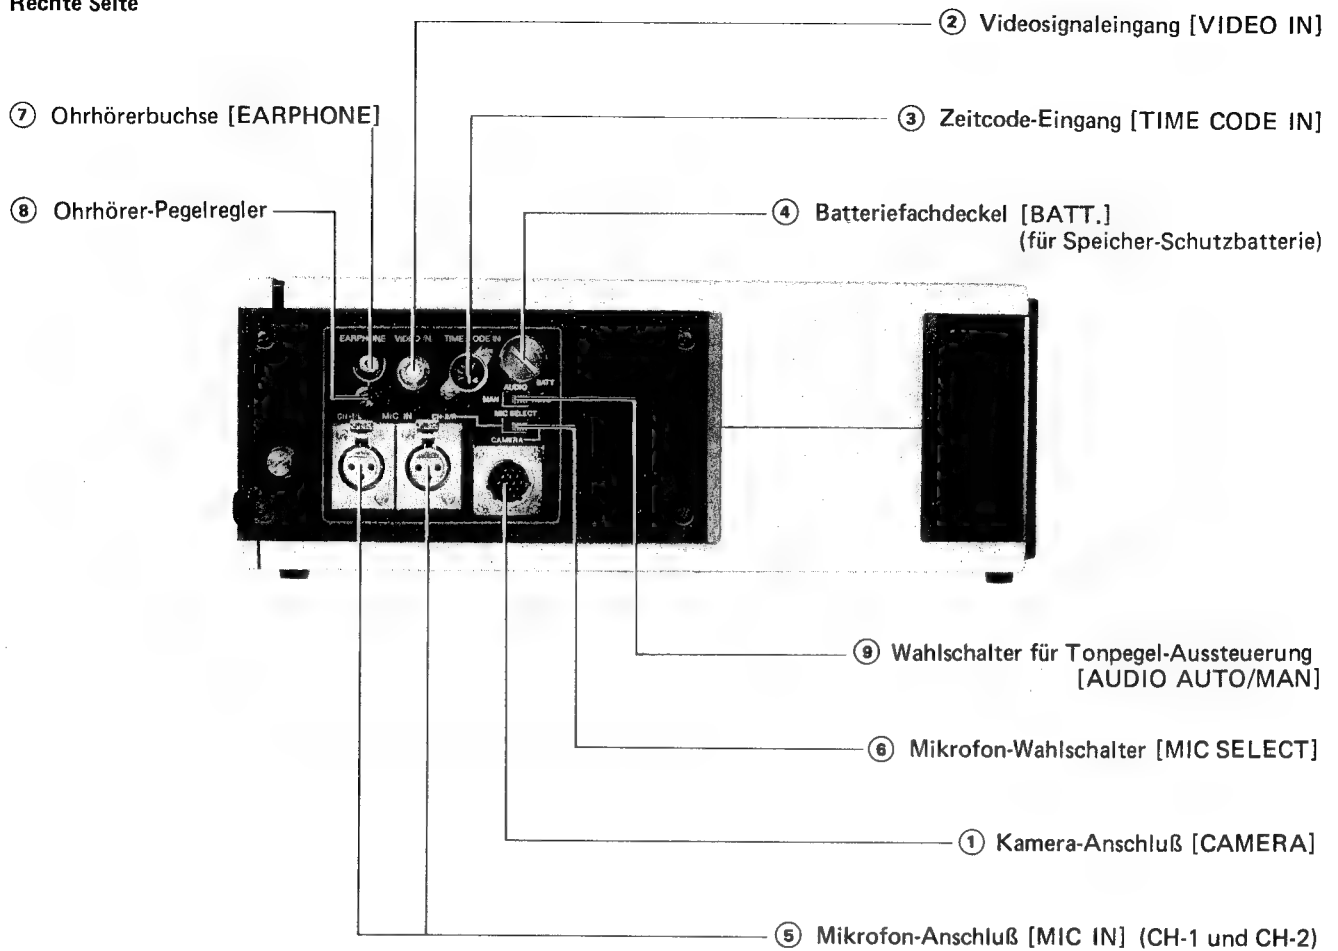 Rechte Seite
② Videosignaleingang [VIDEO IN]
⑦ Ohrhörerbuchse [EARPHONE]
③ Zeitcode-Eingang [TIME CODE IN]
⑧ Ohrhörer-Pegelregler
④ Batteriefachdeckel [BATT.]
(für Speicher-Schutzbatterie)
EARPHONE VIDEO IN TIME CODE IN
BATT
AUDIO
MAN
MIC SELECT
MIC IN
CAMERA
⑨ Wahlschalter für Tonpegel-Aussteuerung
[AUDIO AUTO/MAN]
⑥ Mikrofon-Wahlschalter [MIC SELECT]
① Kamera-Anschluß [CAMERA]
⑤ Mikrofon-Anschluß [MIC IN] (CH-1 und CH-2)